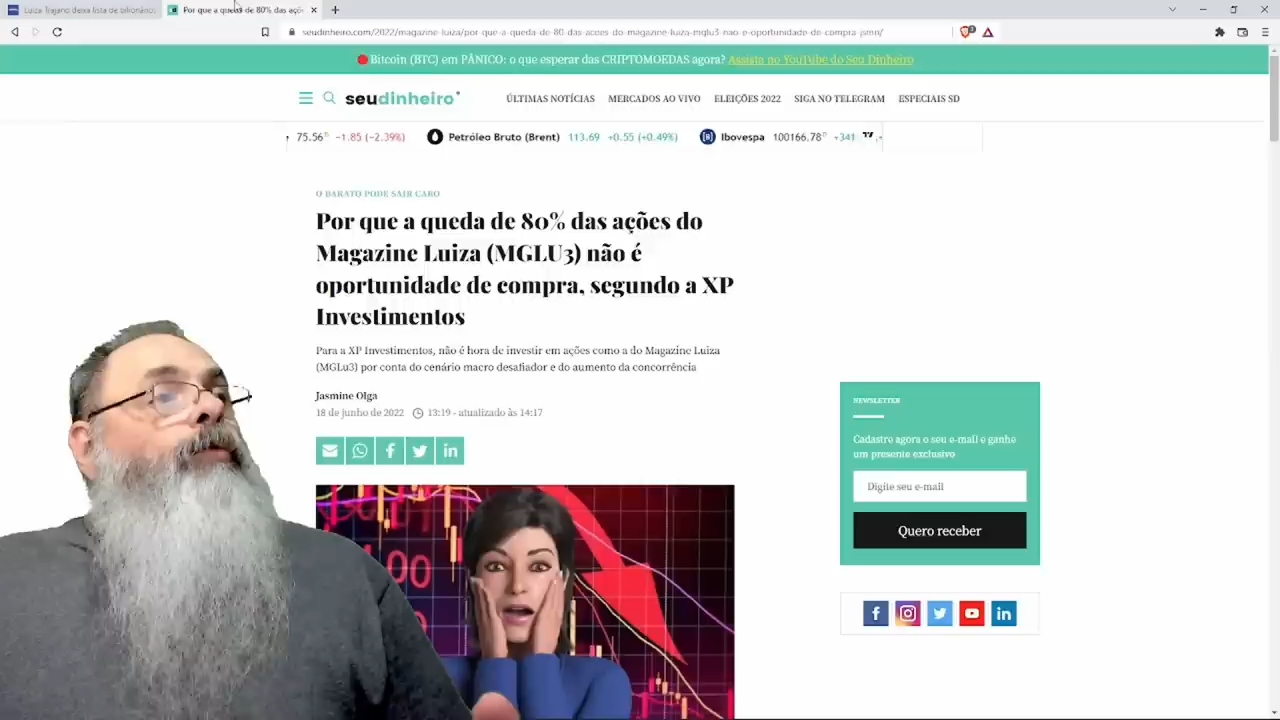 Luiza Trajano deixa lista de bilionários
Por que a queda de 80% das açõ
seudinheiro.com/2022/magazine-luiza/por-que-a-queda-de-80-das-acoes-do-magazine-luiza-mglu3-nao-e-oportunidade-de-compra-jsmn/
Bitcoin (BTC) em PÂNICO: o que esperar das CRIPTOMOEDAS agora? Assista no YouTube do Seu Dinheiro
seudinheiro
ÚLTIMAS NOTÍCIAS MERCADOS AO VIVO ELEIÇÕES 2022 SIGA NO TELEGRAM ESPECIAIS SD
75.56 −1.85 (−2.39%) Petróleo Bruto (Brent) 113.69 +0.55 (+0.49%) Ibovespa 100166.78 +341
O BARATO PODE SAIR CARO
Por que a queda de 80% das ações do
Magazine Luiza (MGLU3) não é
oportunidade de compra, segundo a XP
Investimentos
Para a XP Investimentos, não é hora de investir em ações como a do Magazine Luiza
(MGLu3) por conta do cenário macro desafiador e do aumento da concorrência
Jasmine Olga
18 de junho de 2022 13:19 - atualizado às 14:17
NEWSLETTER
Cadastre agora o seu e-mail e ganhe
um presente exclusivo
Digite seu e-mail
Quero receber